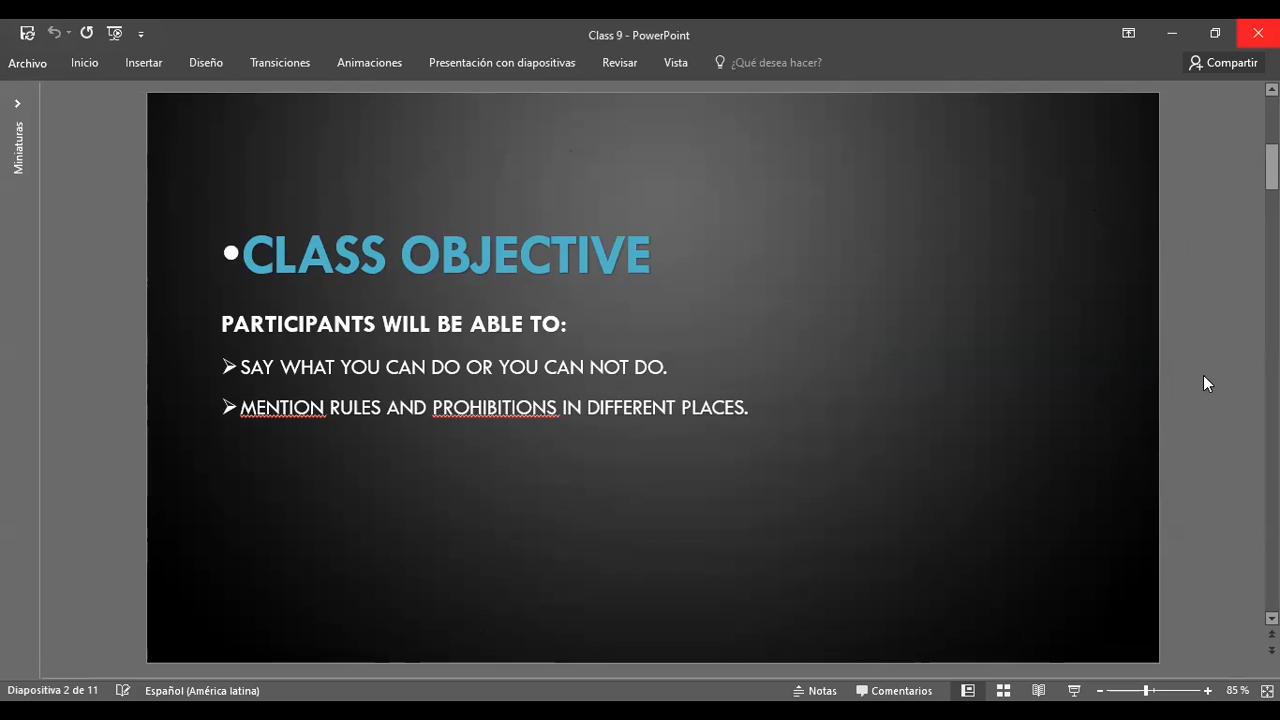 Class 9 - PowerPoint
Archivo Inicio Insertar Diseño Transiciones Animaciones Presentación con diapositivas Revisar Vista ¿Qué desea hacer? Compartir
Miniaturas
•CLASS OBJECTIVE
PARTICIPANTS WILL BE ABLE TO:
➢SAY WHAT YOU CAN DO OR YOU CAN NOT DO.
➢MENTION RULES AND PROHIBITIONS IN DIFFERENT PLACES.
Diapositiva 2 de 11 Español (América latina) Notas Comentarios 85 %